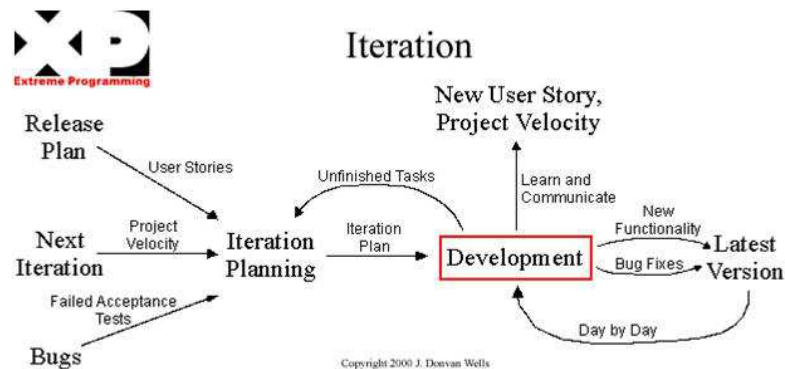 XP
Extreme Programming
Iteration
New User Story,
Project Velocity
Release
Plan
User Stories
Unfinished Tasks
Learn and
Communicate
Next
Iteration
Project
Velocity
Iteration
Planning
Iteration
Plan
Development
New
Functionality
Bug Fixes
Latest
Version
Failed Acceptance
Tests
Bugs
Day by Day
Copyright 2000 J. Donvan Wells